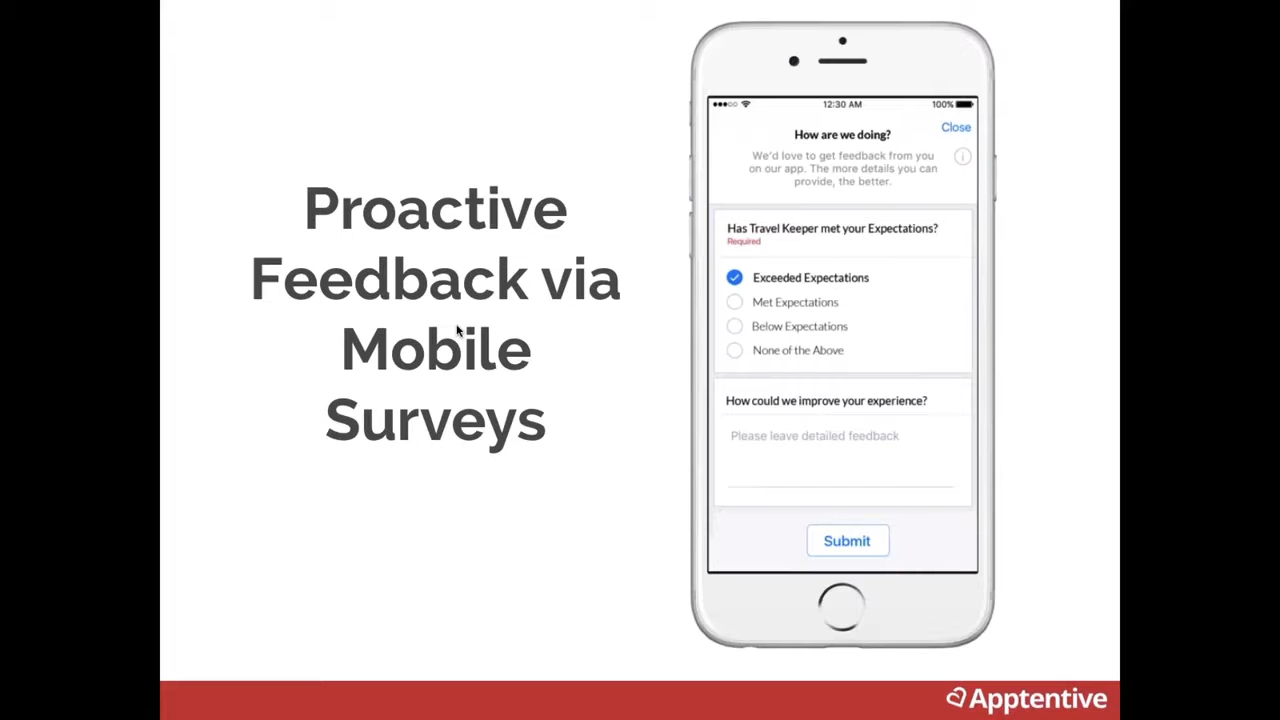 Proactive
Feedback via
Mobile
Surveys
12:30 AM
100%
Close
How are we doing?
We'd love to get feedback from you
on our app. The more details you can
provide, the better.
Has Travel Keeper met your Expectations?
Required
Exceeded Expectations
Met Expectations
Below Expectations
None of the Above
How could we improve your experience?
Please leave detailed feedback
Submit
Apptentive